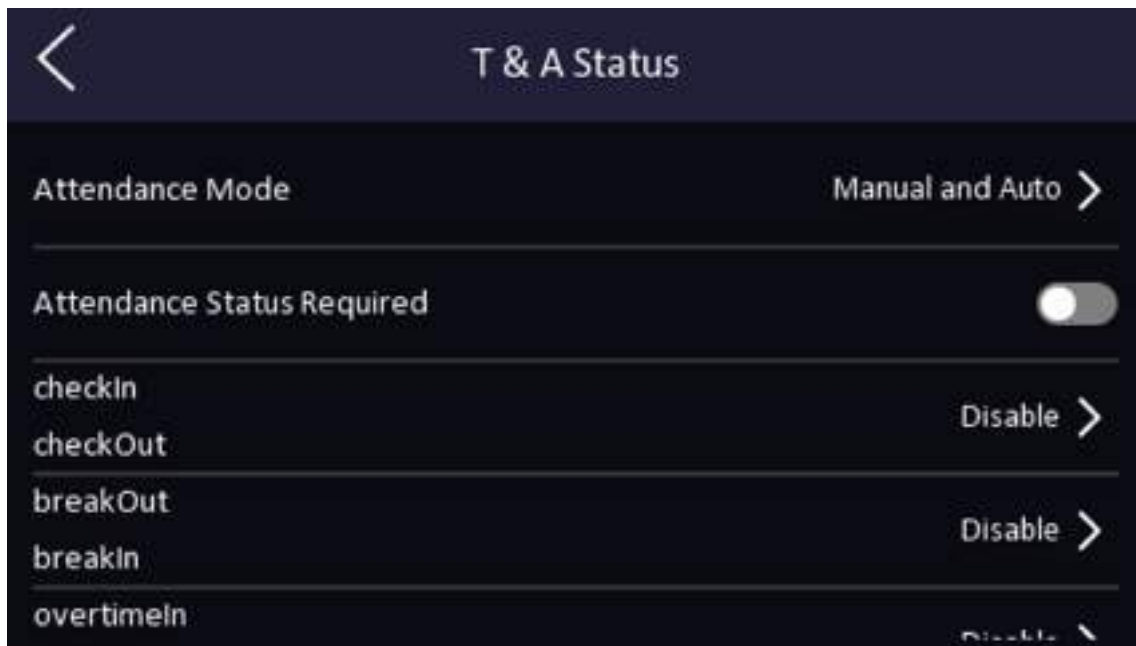 T & A Status
Attendance Mode
Manual and Auto
Attendance Status Required
checkIn
checkOut
Disable
breakOut
breakIn
Disable
overtimeIn